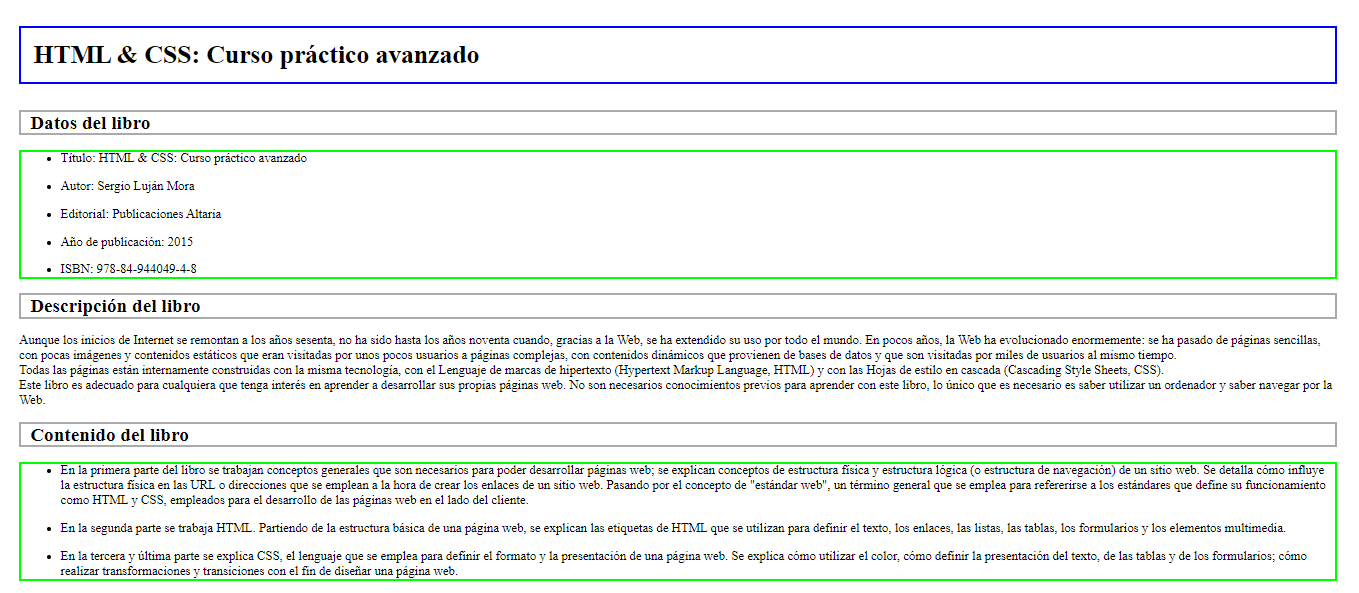 HTML & CSS: Curso práctico avanzado
Datos del libro
• Título: HTML & CSS: Curso práctico avanzado
• Autor: Sergio Luján Mora
• Editorial: Publicaciones Altaria
• Año de publicación: 2015
• ISBN: 978-84-944049-4-8
Descripción del libro
Aunque los inicios de Internet se remontan a los años sesenta, no ha sido hasta los años noventa cuando, gracias a la Web, se ha extendido su uso por todo el mundo. En pocos años, la Web ha evolucionado enormemente: se ha pasado de páginas sencillas,
con pocas imágenes y contenidos estáticos que eran visitadas por unos pocos usuarios a páginas complejas, con contenidos dinámicos que provienen de bases de datos y que son visitadas por miles de usuarios al mismo tiempo.
Todas las páginas están internamente construidas con la misma tecnología, con el Lenguaje de marcas de hipertexto (Hypertext Markup Language, HTML) y con las Hojas de estilo en cascada (Cascading Style Sheets, CSS).
Este libro es adecuado para cualquiera que tenga interés en aprender a desarrollar sus propias páginas web. No son necesarios conocimientos previos para aprender con este libro, lo único que es necesario es saber utilizar un ordenador y saber navegar por la
Web.
Contenido del libro
• En la primera parte del libro se trabajan conceptos generales que son necesarios para poder desarrollar páginas web; se explican conceptos de estructura física y estructura lógica (o estructura de navegación) de un sitio web. Se detalla cómo influye
la estructura física en las URL o direcciones que se emplean a la hora de crear los enlaces de un sitio web. Pasando por el concepto de "estándar web", un término general que se emplea para refererirse a los estándares que define su funcionamiento
como HTML y CSS, empleados para el desarrollo de las páginas web en el lado del cliente.
• En la segunda parte se trabaja HTML. Partiendo de la estructura básica de una página web, se explican las etiquetas de HTML que se utilizan para definir el texto, los enlaces, las listas, las tablas, los formularios y los elementos multimedia.
• En la tercera y última parte se explica CSS, el lenguaje que se emplea para definir el formato y la presentación de una página web. Se explica cómo utilizar el color, cómo definir la presentación del texto, de las tablas y de los formularios; cómo
realizar transformaciones y transiciones con el fin de diseñar una página web.